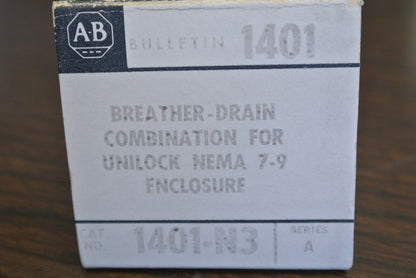 A-B
BULLETIN 1401
BREATHER-DRAIN
COMBINATION FOR
UNILOCK NEMA 7-9
ENCLOSURE
CAT. NO. 1401-N3 SERIES A